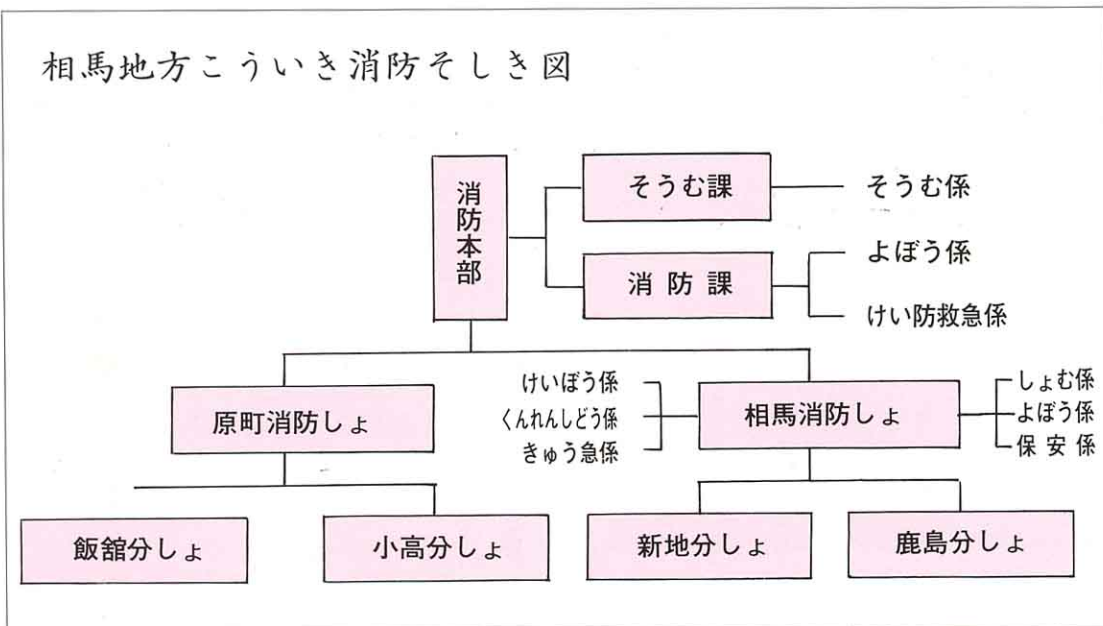 相馬地方こういき消防そしき図
消防本部
そうむ課
そうむ係
消防課
よぼう係
けい防救急係
原町消防しょ
けいぼう係
くんれんしどう係
きゅう急係
相馬消防しょ
しょむ係
よぼう係
保安係
飯舘分しょ
小高分しょ
新地分しょ
鹿島分しょ